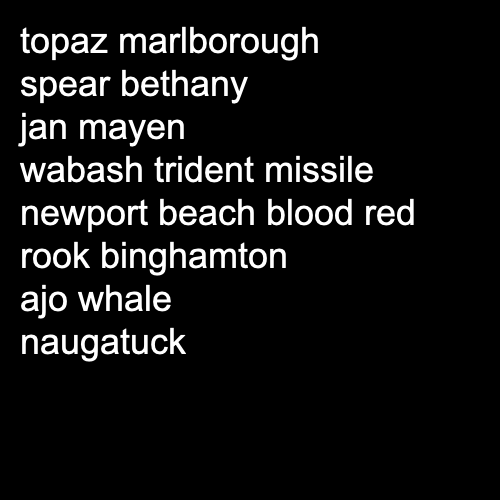 topaz marlborough
spear bethany
jan mayen
wabash trident missile
newport beach blood red
rook binghamton
ajo whale
naugatuck